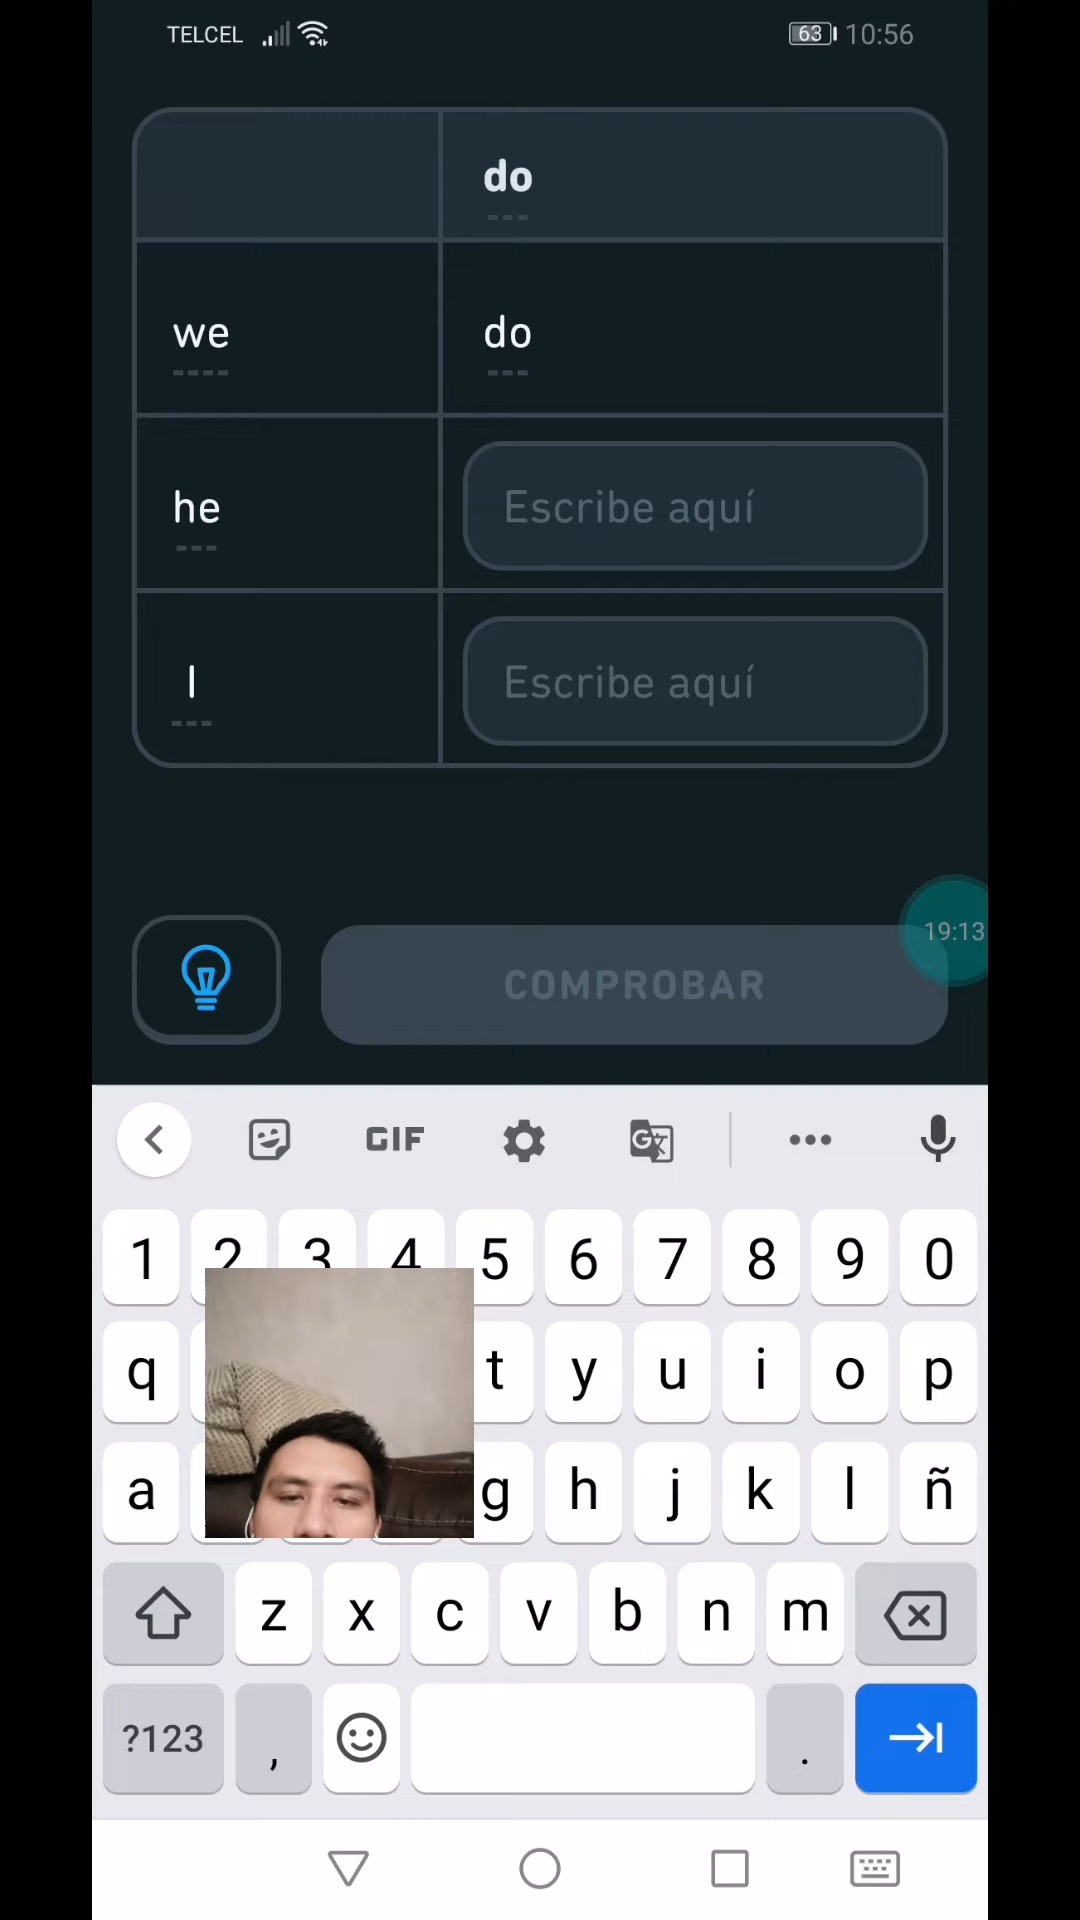 TELCEL 63 10:56
do
we do
he Escribe aquí
I Escribe aquí
19:13
COMPROBAR
GIF G
1 2 3 4 5 6 7 8 9 0
q t y u i o p
a g h j k l ñ
z x c v b n m
?123 , .